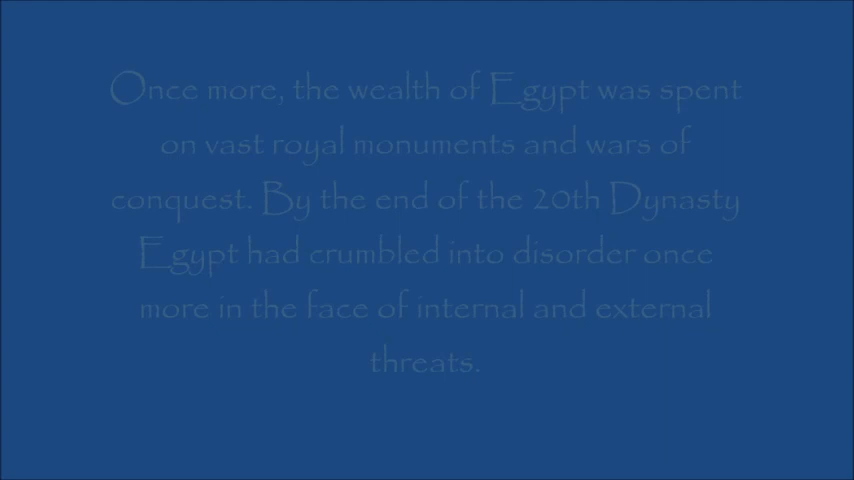 Once more, the wealth of Egypt was spent
on vast royal monuments and wars of
conquest. By the end of the 20th Dynasty
Egypt had crumbled into disorder once
more in the face of internal and external
threats.